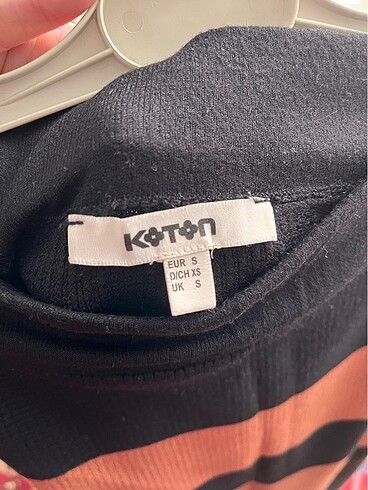 KOTON
EUR S
D/CH XS
UK S